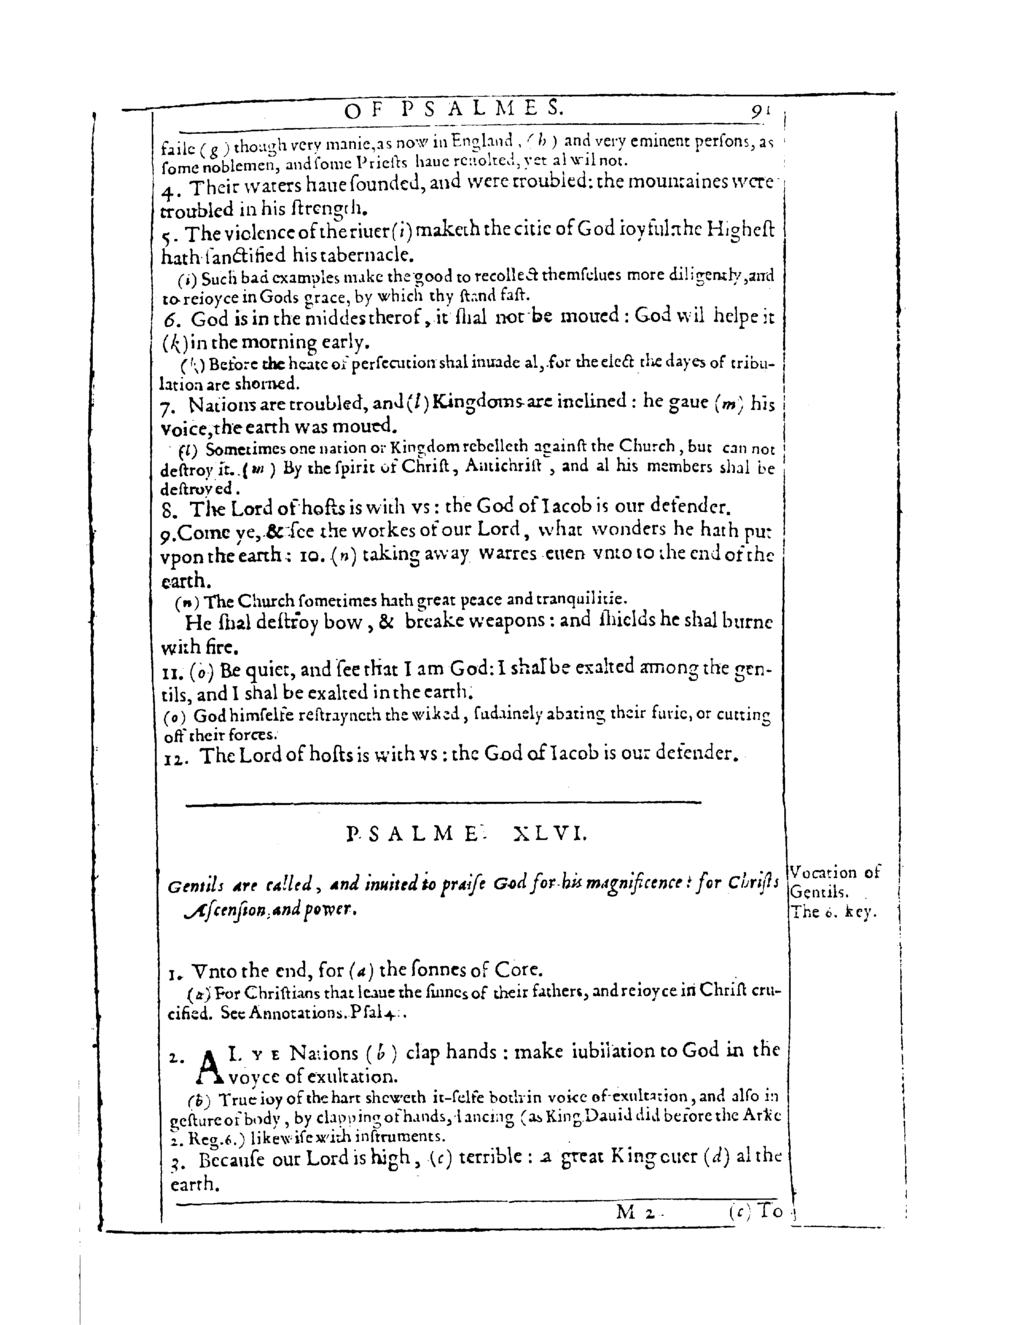 OF PSALMES. 91
faile (g) though very manie, as now in England, (h) and very eminent persons, as
some noblemen, and some Priests haue reuolted, yet al wil not.
4. Their waters haue sounded, and were troubled: the mountaines were
troubled in his strength.
5. The violence of the riuer (i) maketh the citie of God ioyful: the Highest
hath sanctified his tabernacle.
(i) Such bad examples make the good to recollect themselues more diligently, and
to reioyce in Gods grace, by which thy stand fast.
6. God is in the middes therof, it shal not be moued: God wil helpe it
(k) in the morning early.
(k) Before the heate of persecution shal inuade al, for the elect the dayes of tribu-
lation are shorned.
7. Nations are troubled, and (l) Kingdoms are inclined: he gaue (m) his
voice, the earth was moued.
(l) Sometimes one nation or Kingdom rebelleth against the Church, but can not
destroy it. (m) By the spirit of Christ, Antichrist, and al his members shal be
destroyed.
8. The Lord of hosts is with vs: the God of Iacob is our defender.
9. Come ye, & see the workes of our Lord, what wonders he hath put
vpon the earth: 10. (n) taking away warres euen vnto to the end of the
earth.
(n) The Church sometimes hath great peace and tranquilitie.
He shal destroy bow, & breake weapons: and shields he shal burne
with fire.
11. (o) Be quiet, and see that I am God: I shal be exalted among the gen-
tils, and I shal be exalted in the earth.
(o) God himselfe restrayneth the wiked, sudainely abating their furie, or cutting
off their forces.
12. The Lord of hosts is with vs: the God of Iacob is our defender.
PSALME. XLVI.
Gentils are called, and inuited to praise God for his magnificence: for Christs
Ascension, and power.
Vocation of
Gentils.
The 6. key.
1. Vnto the end, for (a) the sonnes of Core.
(a) For Christians that leaue the sinnes of their fathers, and reioyce in Christ cru-
cified. See Annotations. Psal 4
2. AL YE Nations (b) clap hands: make iubilation to God in the
voyce of exultation.
(b) True ioy of the hart sheweth it-selfe both in voice of exultation, and also in
gesture of body, by clapping of hands, dancing (as King Dauid did before the Arke
2. Reg. 6.) likewise with instruments.
3. Because our Lord is high, (c) terrible: a great King ouer (d) al the
earth.
M 2 (c) To